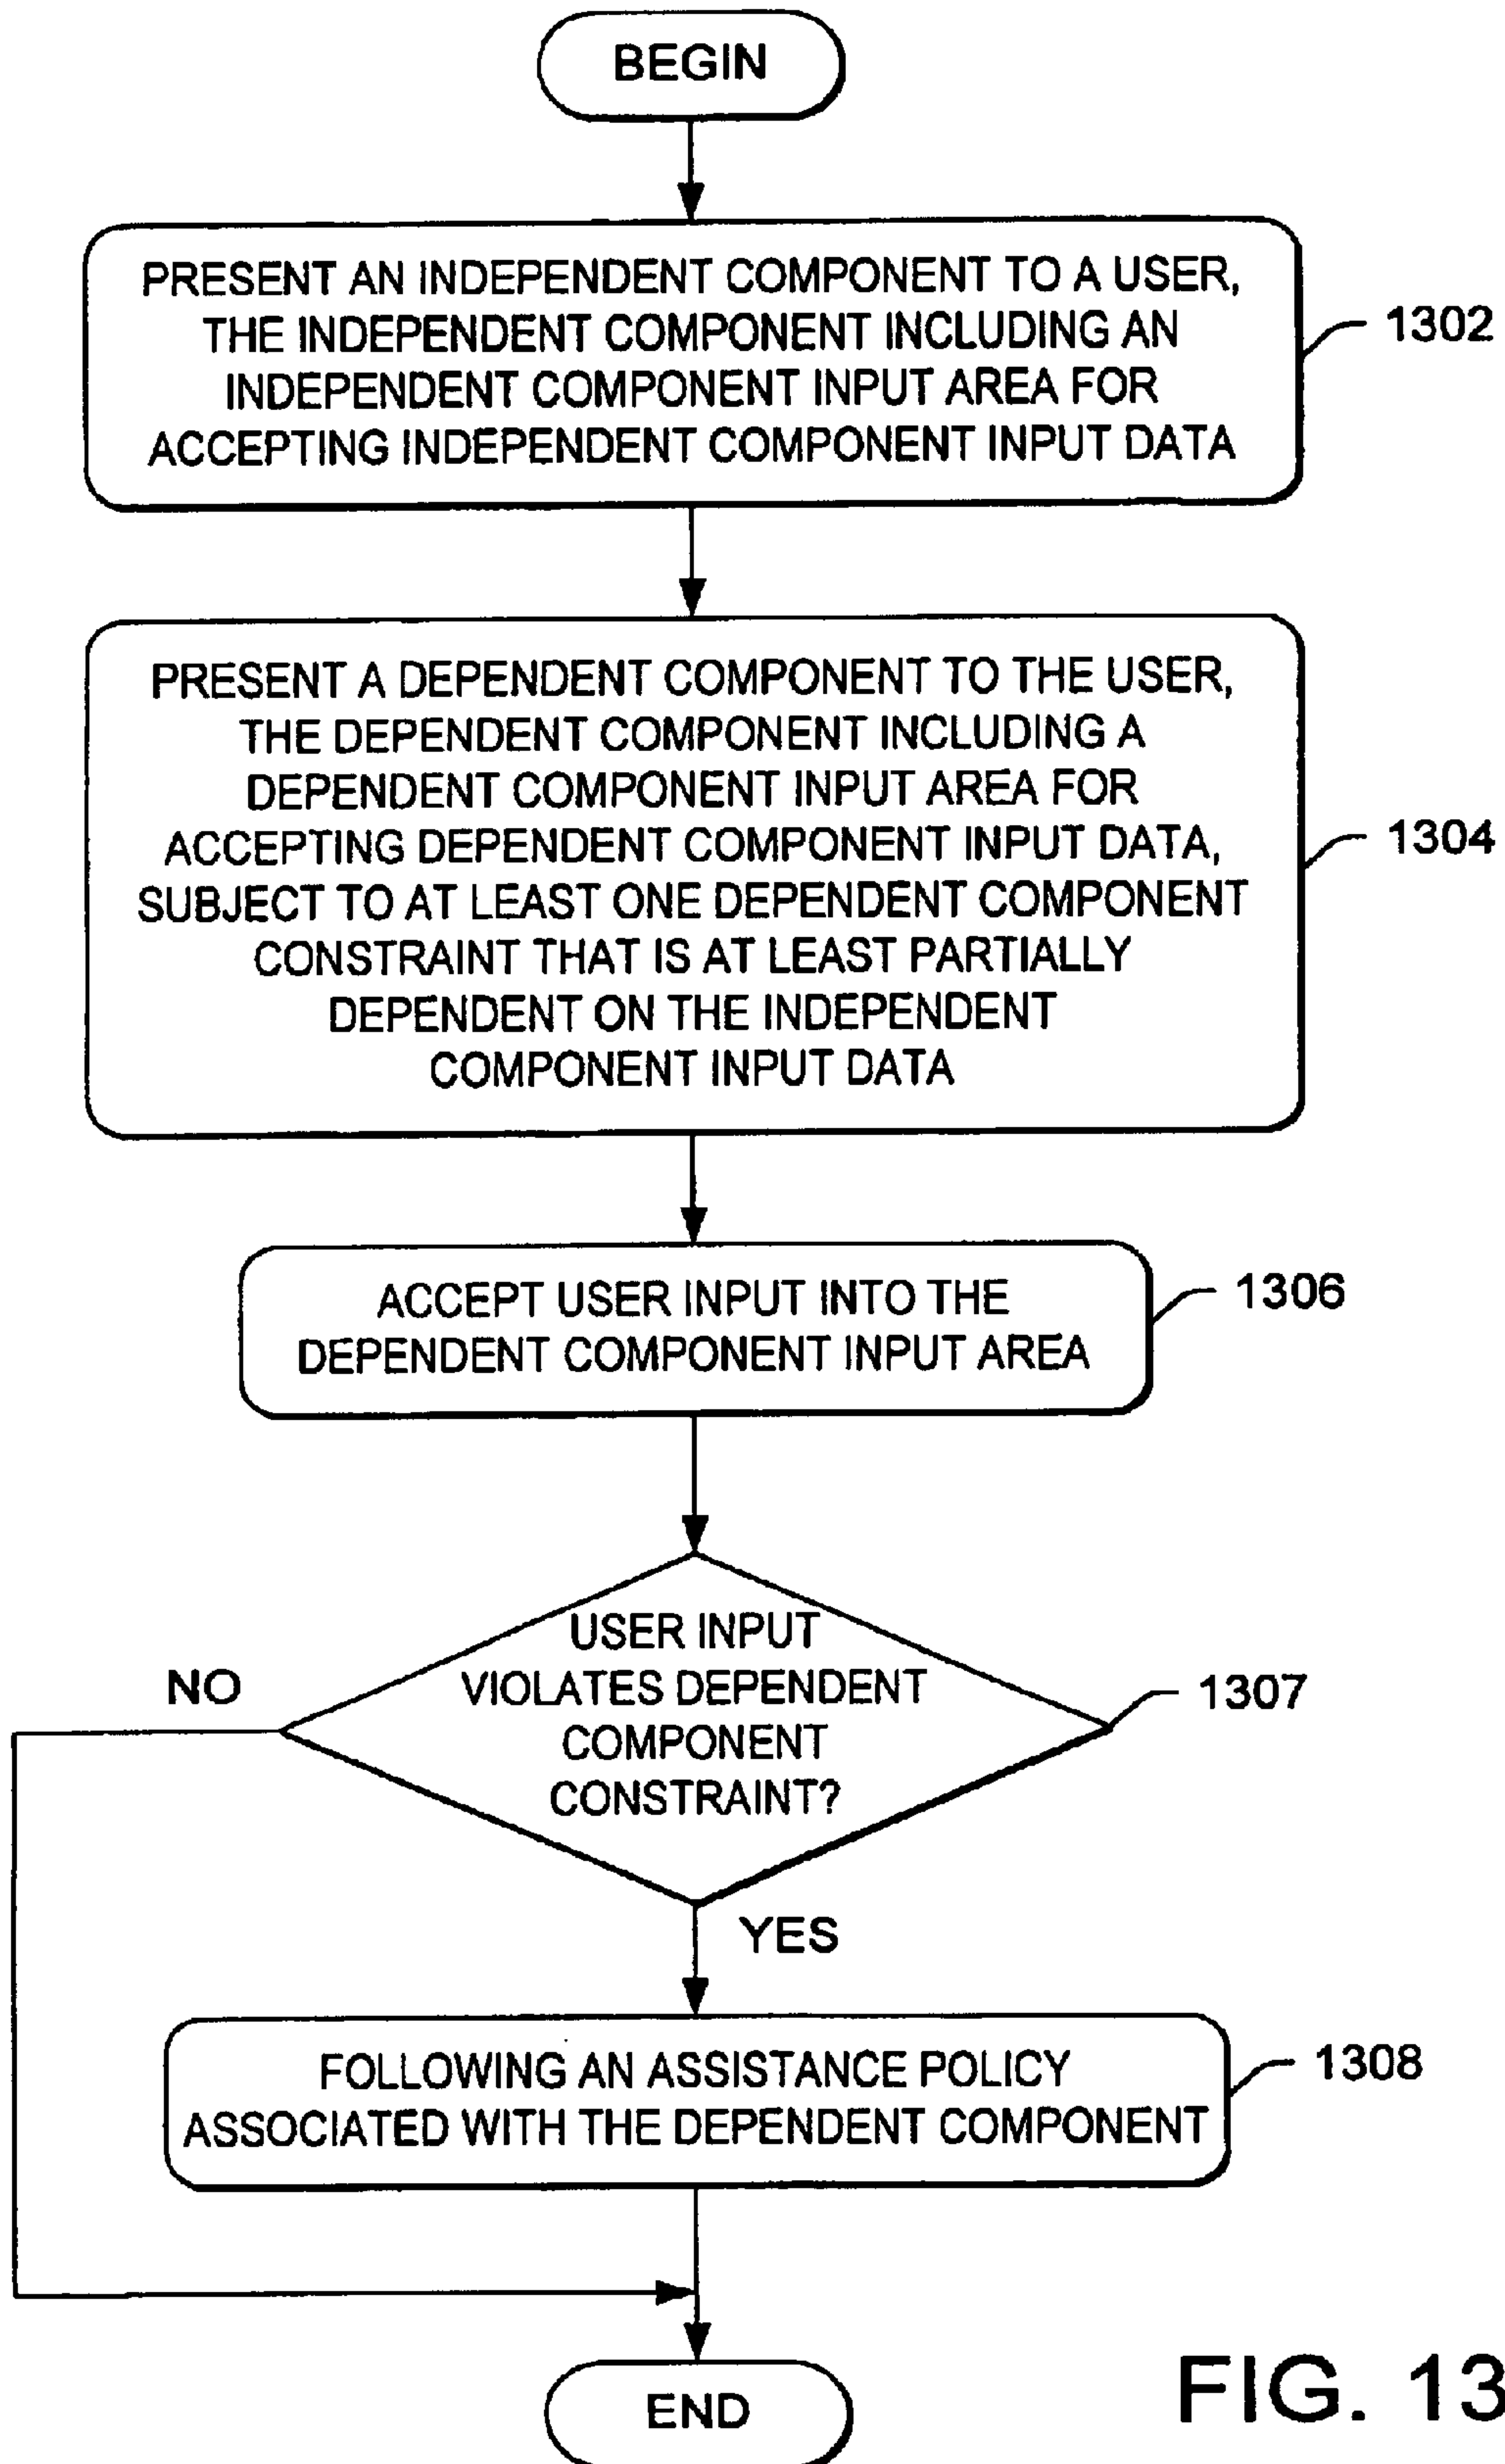 BEGIN
PRESENT AN INDEPENDENT COMPONENT TO A USER,
THE INDEPENDENT COMPONENT INCLUDING AN
INDEPENDENT COMPONENT INPUT AREA FOR
ACCEPTING INDEPENDENT COMPONENT INPUT DATA
1302
PRESENT A DEPENDENT COMPONENT TO THE USER,
THE DEPENDENT COMPONENT INCLUDING A
DEPENDENT COMPONENT INPUT AREA FOR
ACCEPTING DEPENDENT COMPONENT INPUT DATA,
SUBJECT TO AT LEAST ONE DEPENDENT COMPONENT
CONSTRAINT THAT IS AT LEAST PARTIALLY
DEPENDENT ON THE INDEPENDENT
COMPONENT INPUT DATA
1304
ACCEPT USER INPUT INTO THE
DEPENDENT COMPONENT INPUT AREA
1306
USER INPUT
VIOLATES DEPENDENT
COMPONENT
CONSTRAINT?
1307
NO
YES
FOLLOWING AN ASSISTANCE POLICY
ASSOCIATED WITH THE DEPENDENT COMPONENT
1308
END
FIG. 13